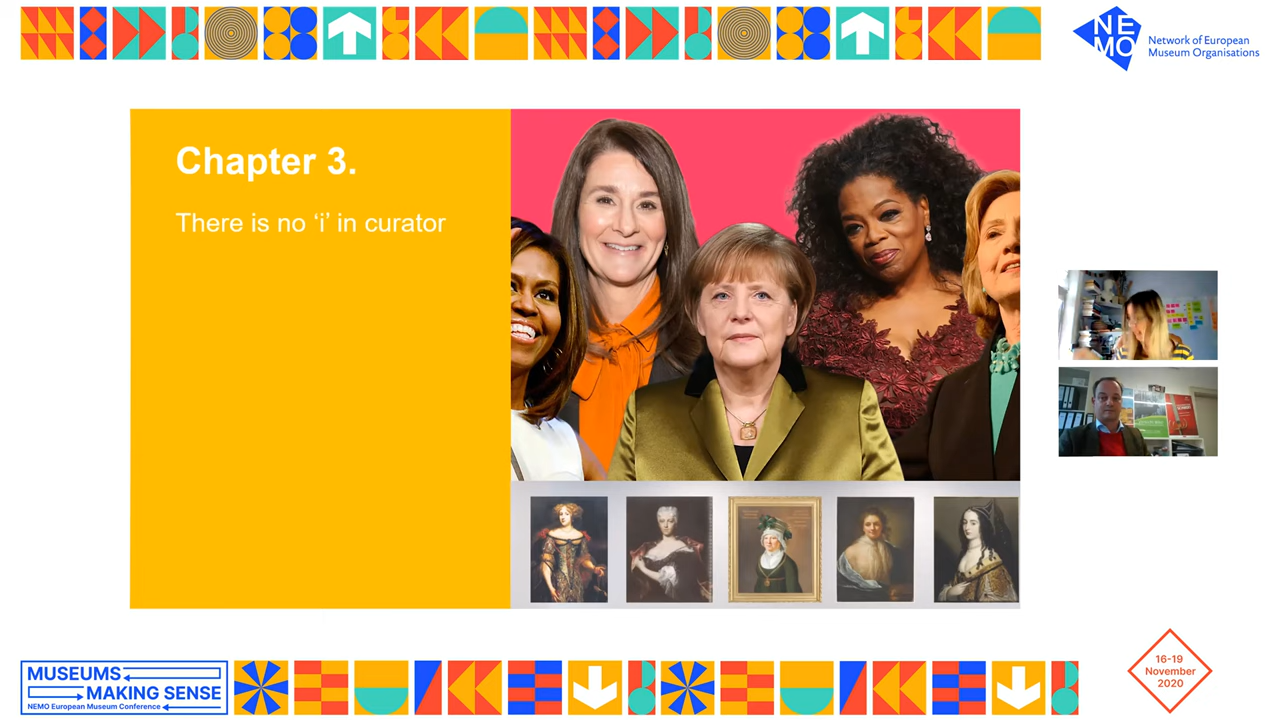 NE
MO
Network of European
Museum Organisations
Chapter 3.
There is no ‘i’ in curator
MUSEUMS
MAKING SENSE
NEMO European Museum Conference
16-19
November
2020